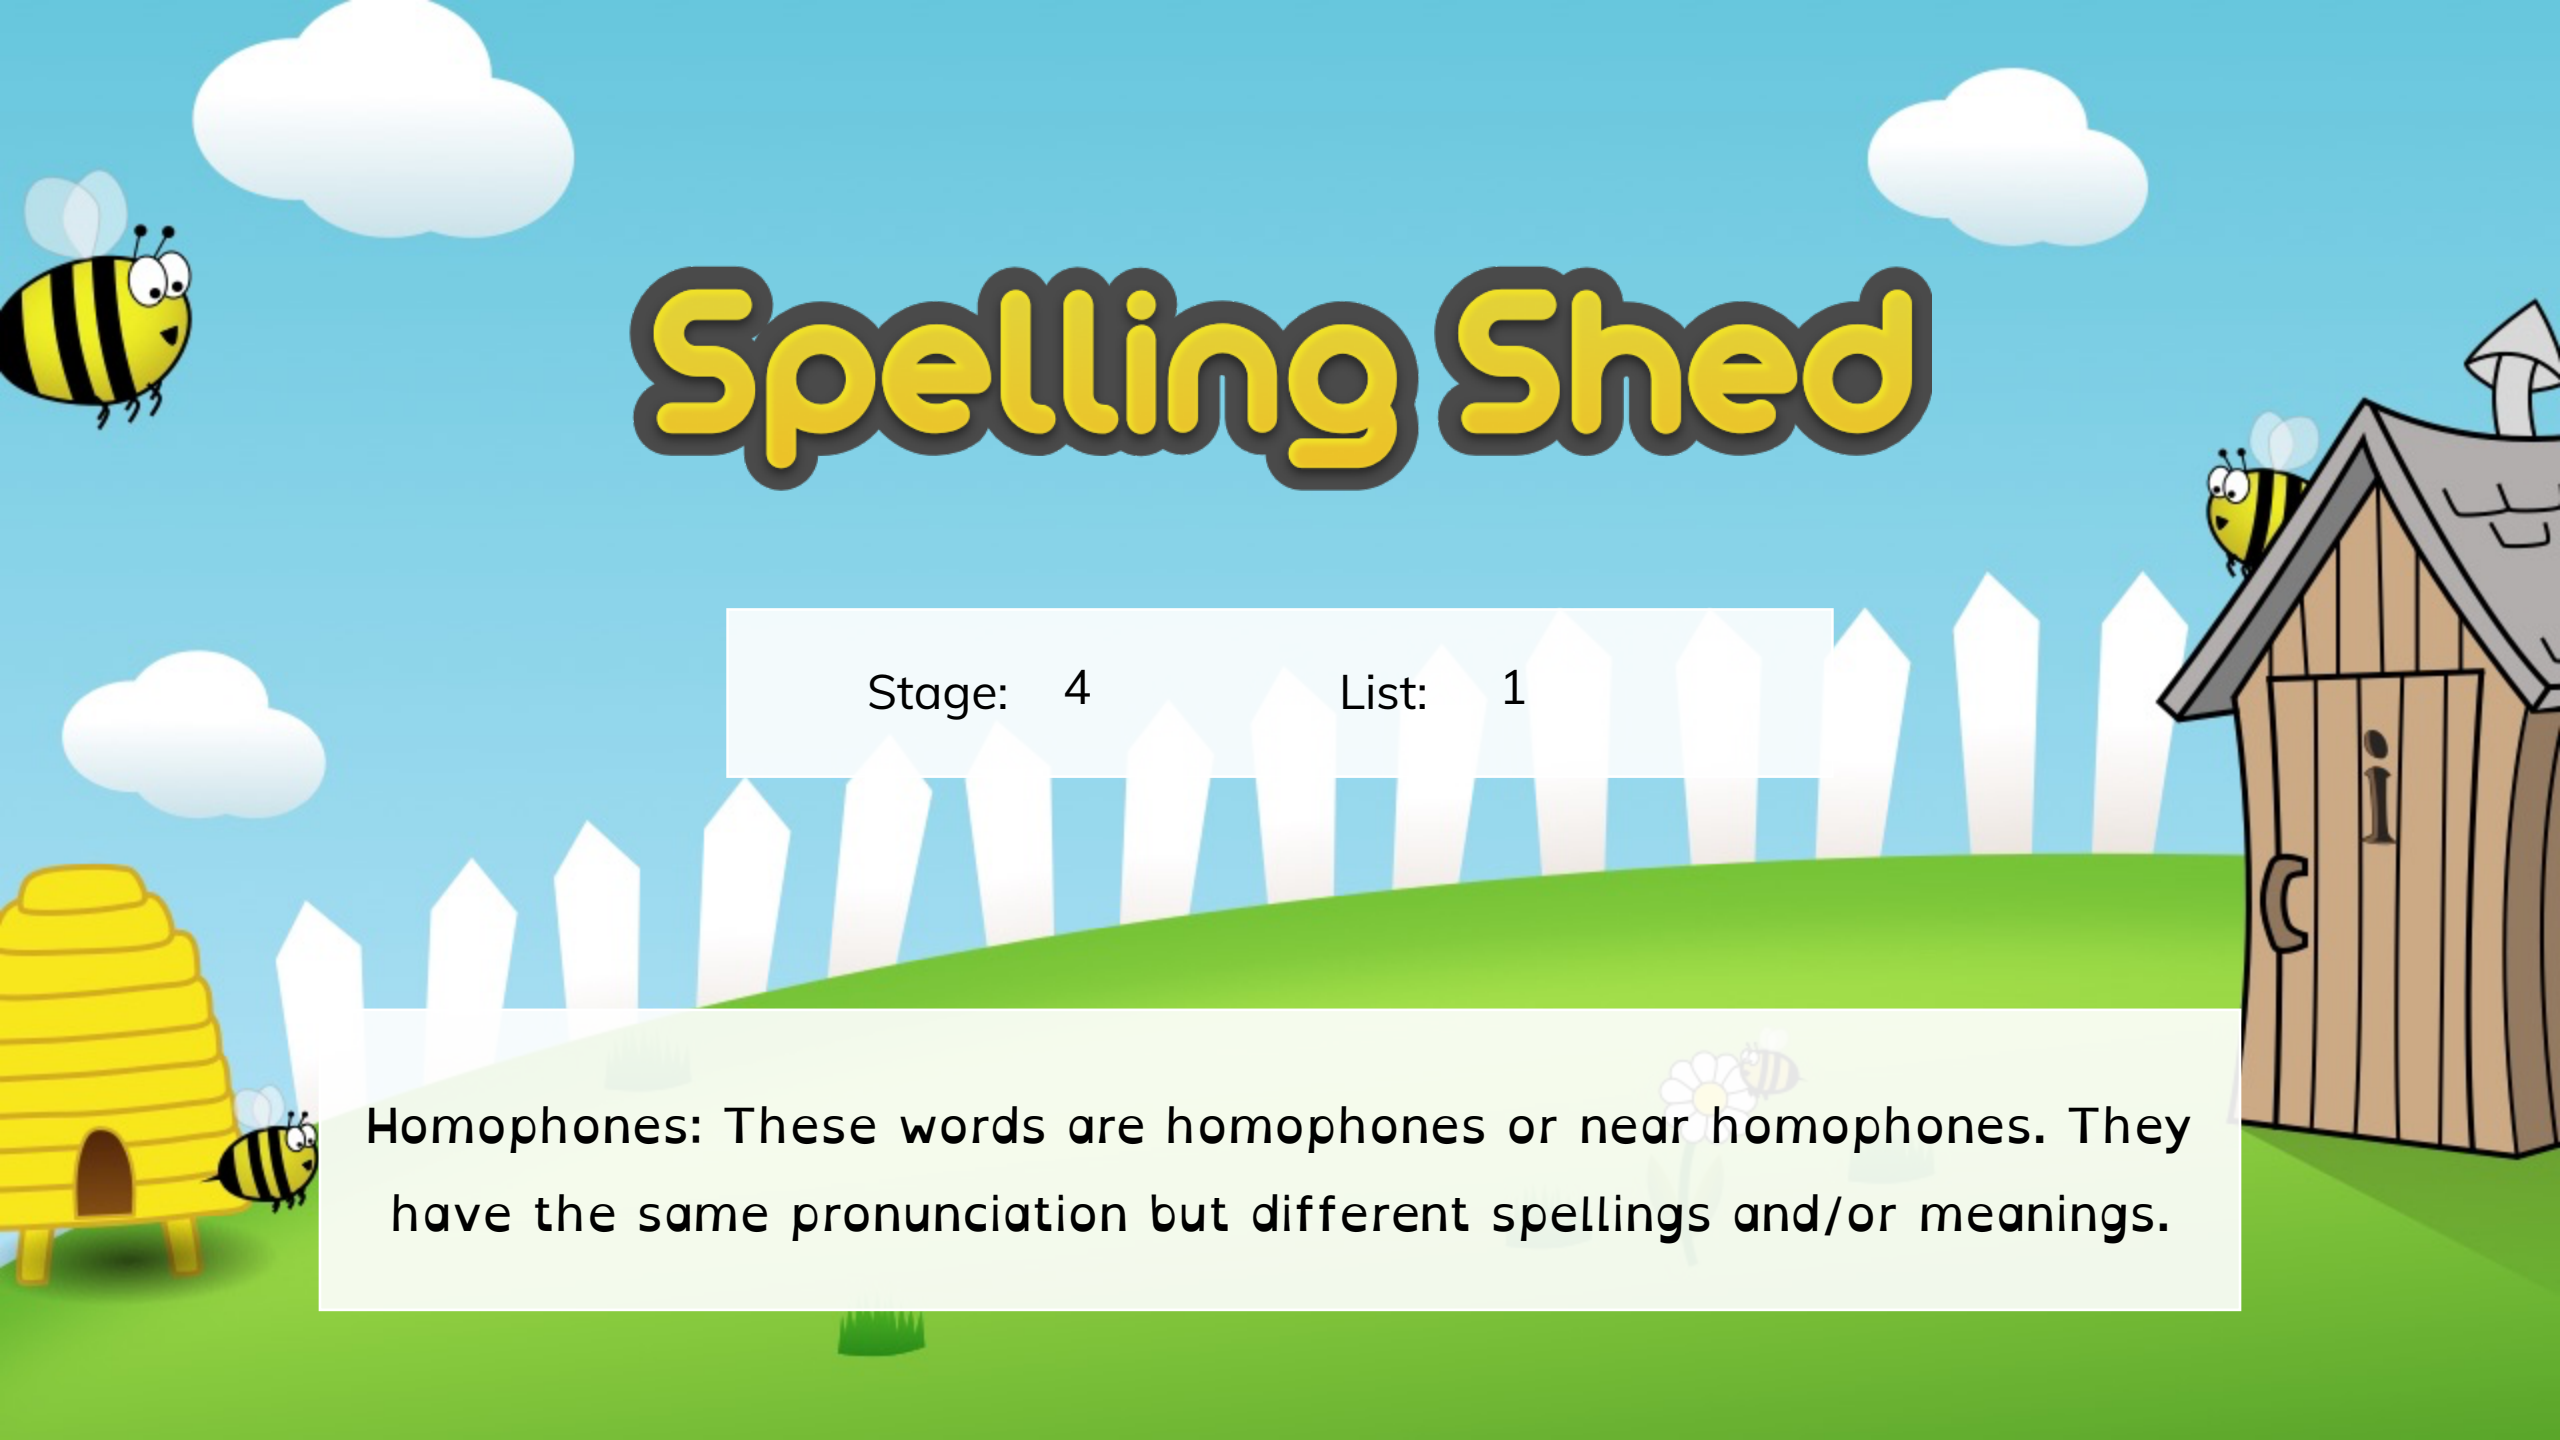 Spelling Shed
Stage: 4 List: 1
i
Homophones: These words are homophones or near homophones. They
have the same pronunciation but different spellings and/or meanings.